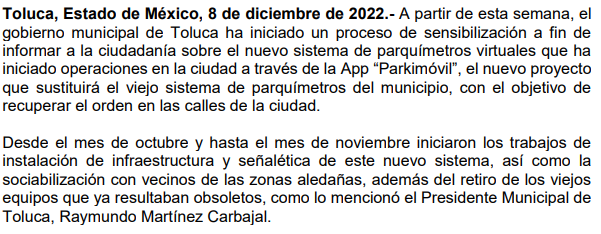 Toluca, Estado de México, 8 de diciembre de 2022.- A partir de esta semana, el
gobierno municipal de Toluca ha iniciado un proceso de sensibilización a fin de
informar a la ciudadanía sobre el nuevo sistema de parquímetros virtuales que ha
iniciado operaciones en la ciudad a través de la App “Parkimóvil”, el nuevo proyecto
que sustituirá el viejo sistema de parquímetros del municipio, con el objetivo de
recuperar el orden en las calles de la ciudad.
Desde el mes de octubre y hasta el mes de noviembre iniciaron los trabajos de
instalación de infraestructura y señalética de este nuevo sistema, así como la
sociabilización con vecinos de las zonas aledañas, además del retiro de los viejos
equipos que ya resultaban obsoletos, como lo mencionó el Presidente Municipal de
Toluca, Raymundo Martínez Carbajal.